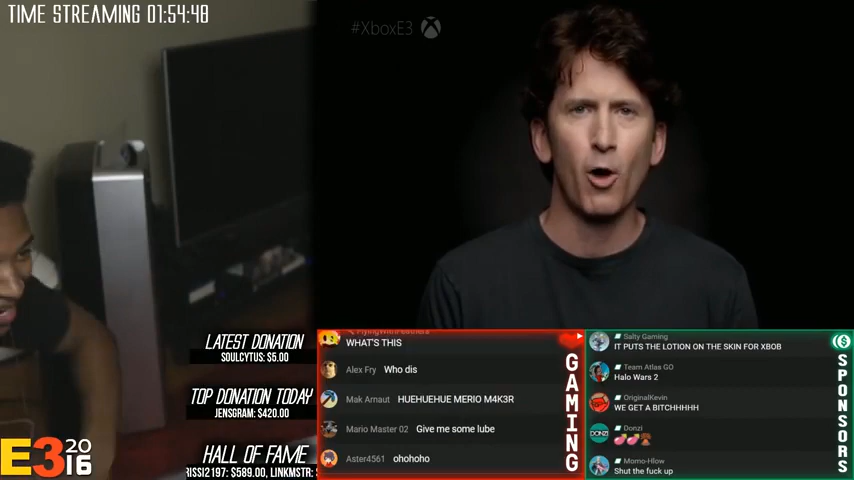 TIME STREAMING 01:54:48
#XboxE3
LATEST DONATION
SOULCYTUS: $5.00
TOP DONATION TODAY
JENSGRAM: $420.00
HALL OF FAME
RISSI2197: $589.00, LINKMSTR:
E3 2016
FlyingWithFeathers
WHAT'S THIS
Alex Fry Who dis
Mak Arnaut HUEHUEHUE MERIO M4K3R
Mario Master 02 Give me some lube
Aster4561 ohohoho
GAMING
Salty Gaming
IT PUTS THE LOTION ON THE SKIN FOR XBOB
Team Atlas GO
Halo Wars 2
OriginalKevin
WE GET A BITCHHHHH
Donzi
DONZI
Momo-Hlow
Shut the fuck up
SPONSORS